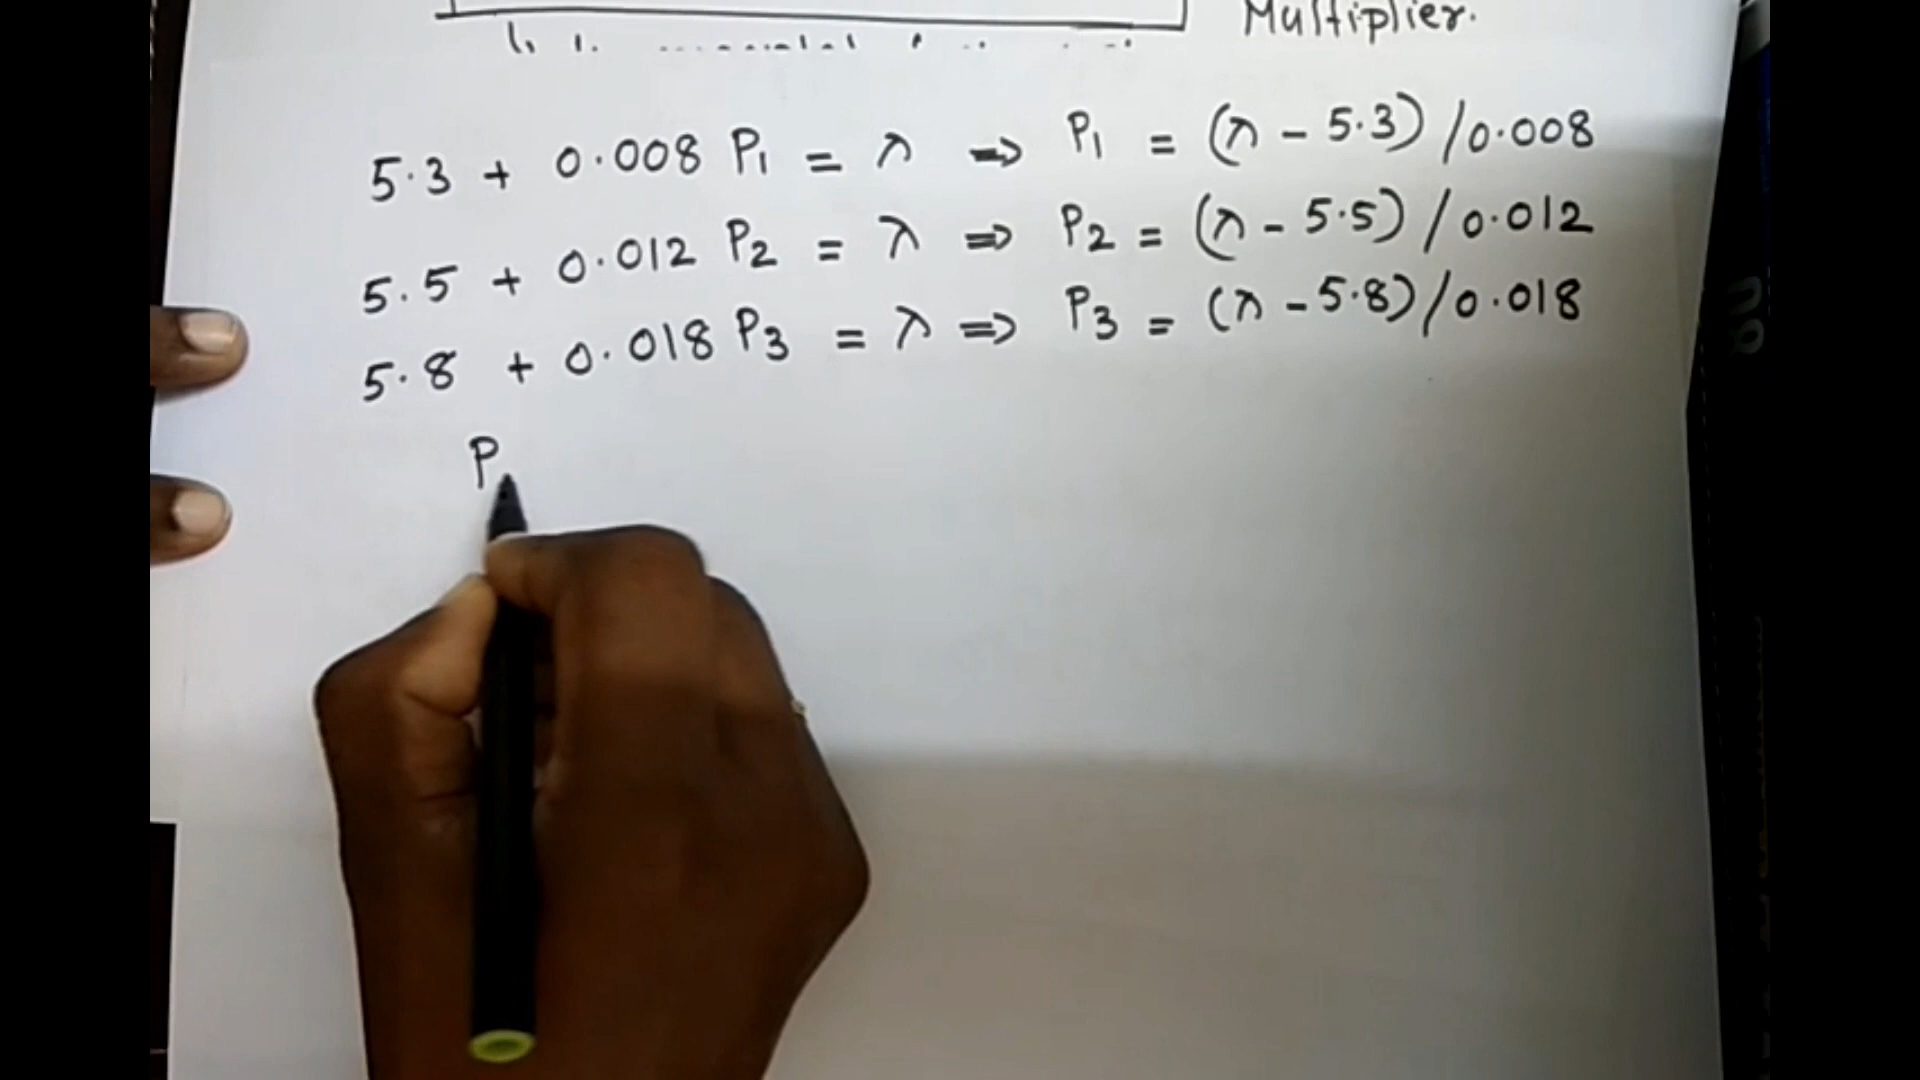 Multiplier.
5.3 + 0.008 P₁ = λ ⇒ P₁ = (λ - 5.3) / 0.008
5.5 + 0.012 P₂ = λ ⇒ P₂ = (λ - 5.5) / 0.012
5.8 + 0.018 P₃ = λ ⇒ P₃ = (λ - 5.8) / 0.018
P